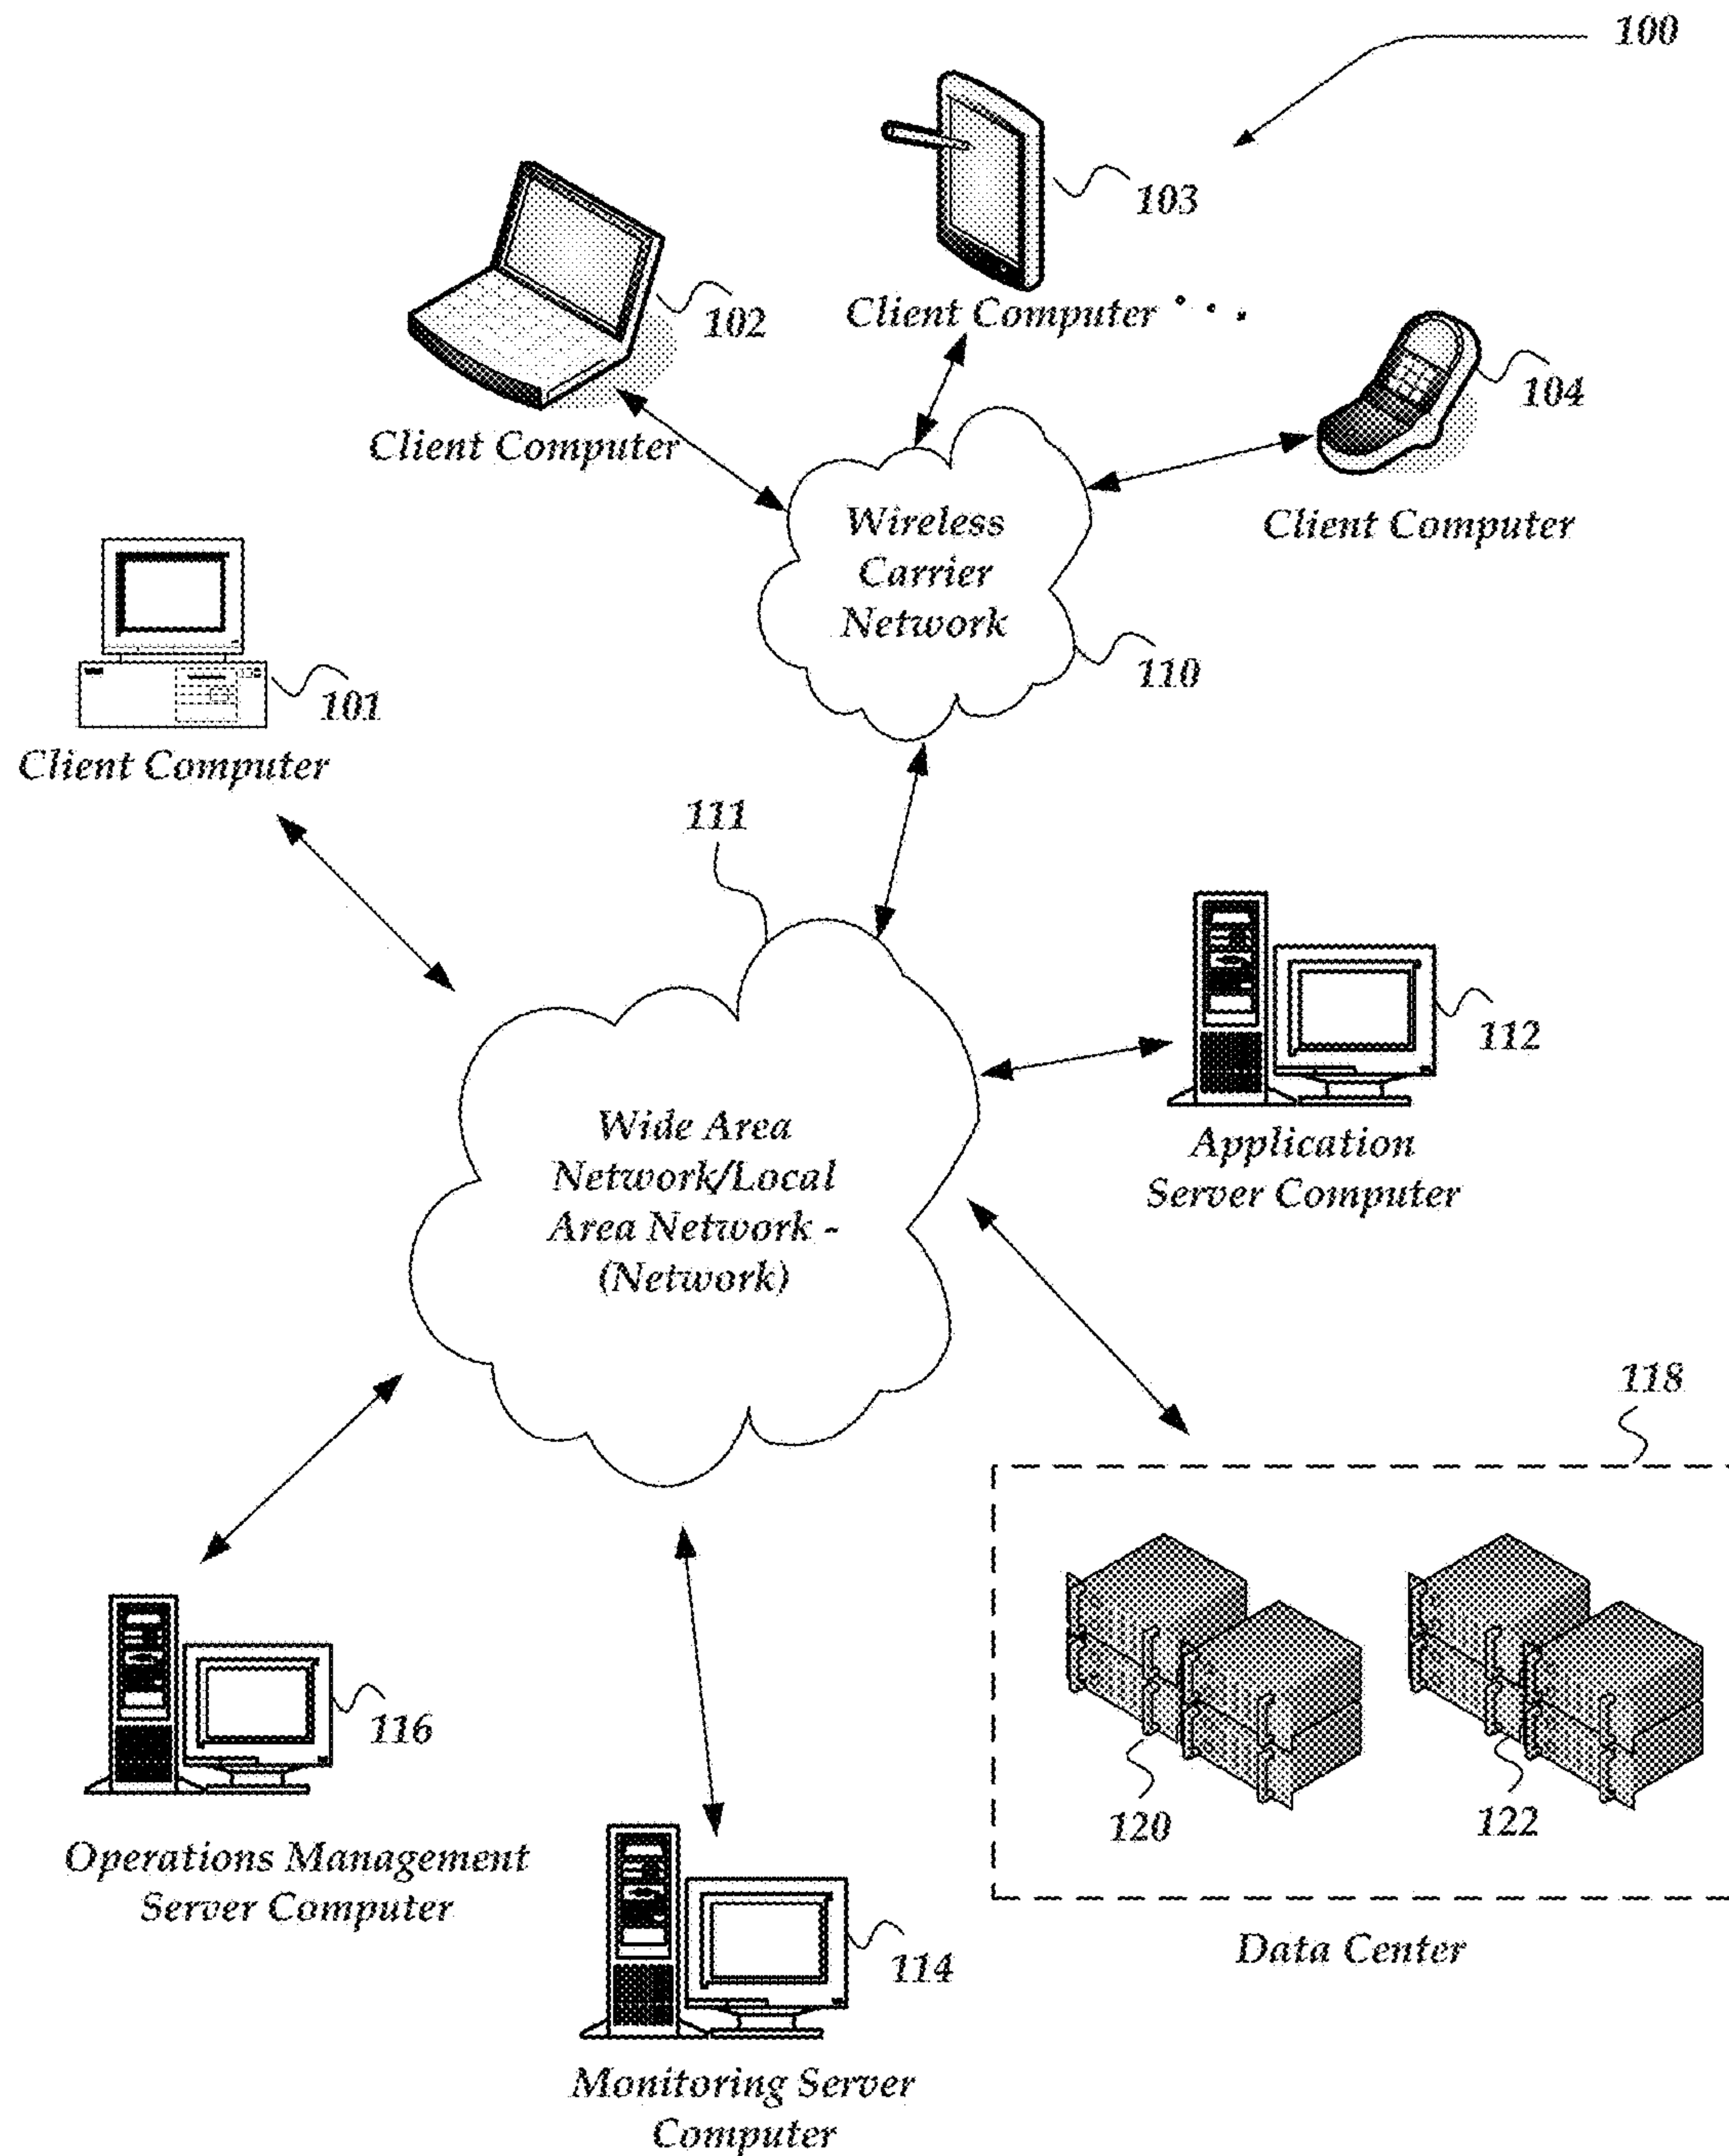 100
103
Client Computer . . .
102
Client Computer
104
Client Computer
Wireless
Carrier
Network
110
101
Client Computer
111
112
Application
Server Computer
Wide Area
Network/Local
Area Network -
(Network)
118
120
122
Data Center
116
Operations Management
Server Computer
114
Monitoring Server
Computer